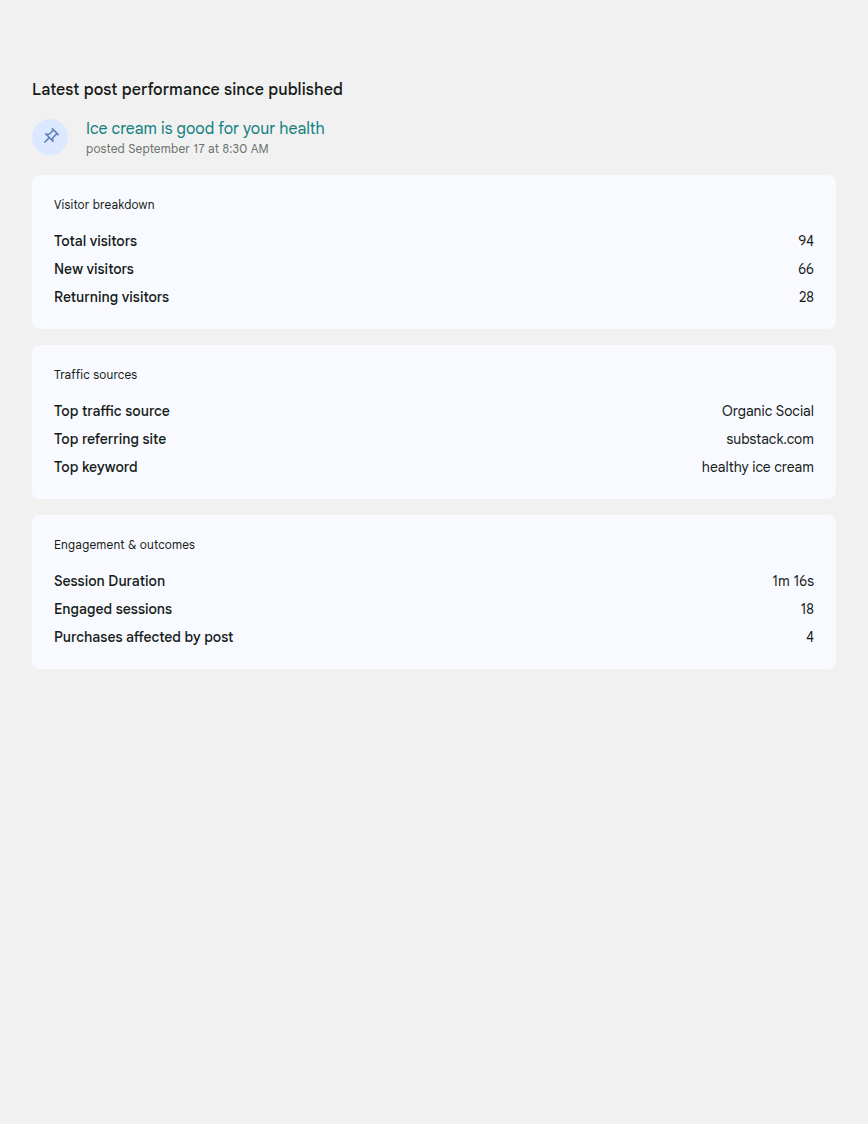 Latest post performance since published
Ice cream is good for your health
posted September 17 at 8:30 AM
Visitor breakdown
Total visitors 94
New visitors 66
Returning visitors 28
Traffic sources
Top traffic source Organic Social
Top referring site substack.com
Top keyword healthy ice cream
Engagement & outcomes
Session Duration 1m 16s
Engaged sessions 18
Purchases affected by post 4